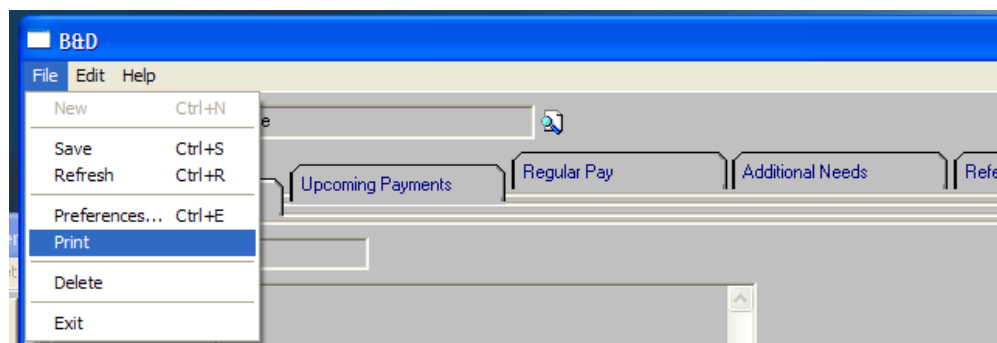 B&D
File Edit Help
New Ctrl+N
Save Ctrl+S
Refresh Ctrl+R
Preferences... Ctrl+E
Print
Delete
Exit
e
Upcoming Payments
Regular Pay
Additional Needs
Refe